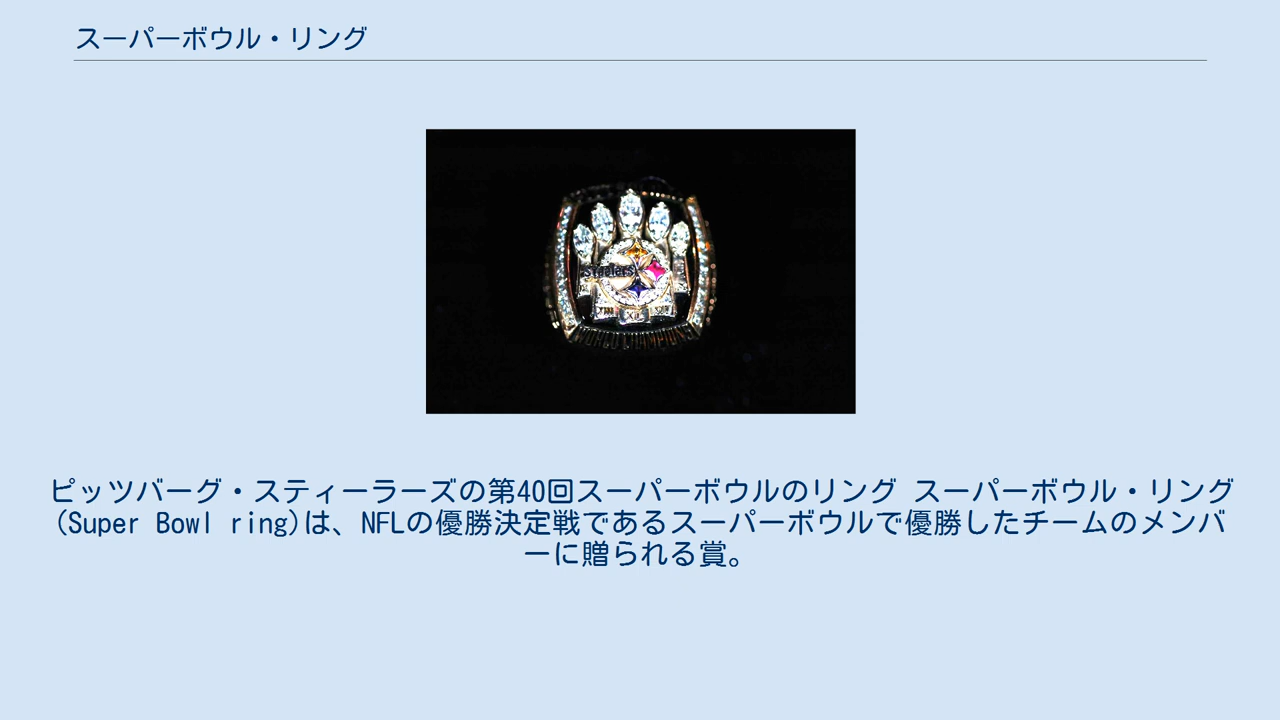 スーパーボウル・リング
Steelers
XL
WORLD CHAMPIONS
ピッツバーグ・スティーラーズの第40回スーパーボウルのリング スーパーボウル・リング
(Super Bowl ring)は、NFLの優勝決定戦であるスーパーボウルで優勝したチームのメンバ
ーに贈られる賞。